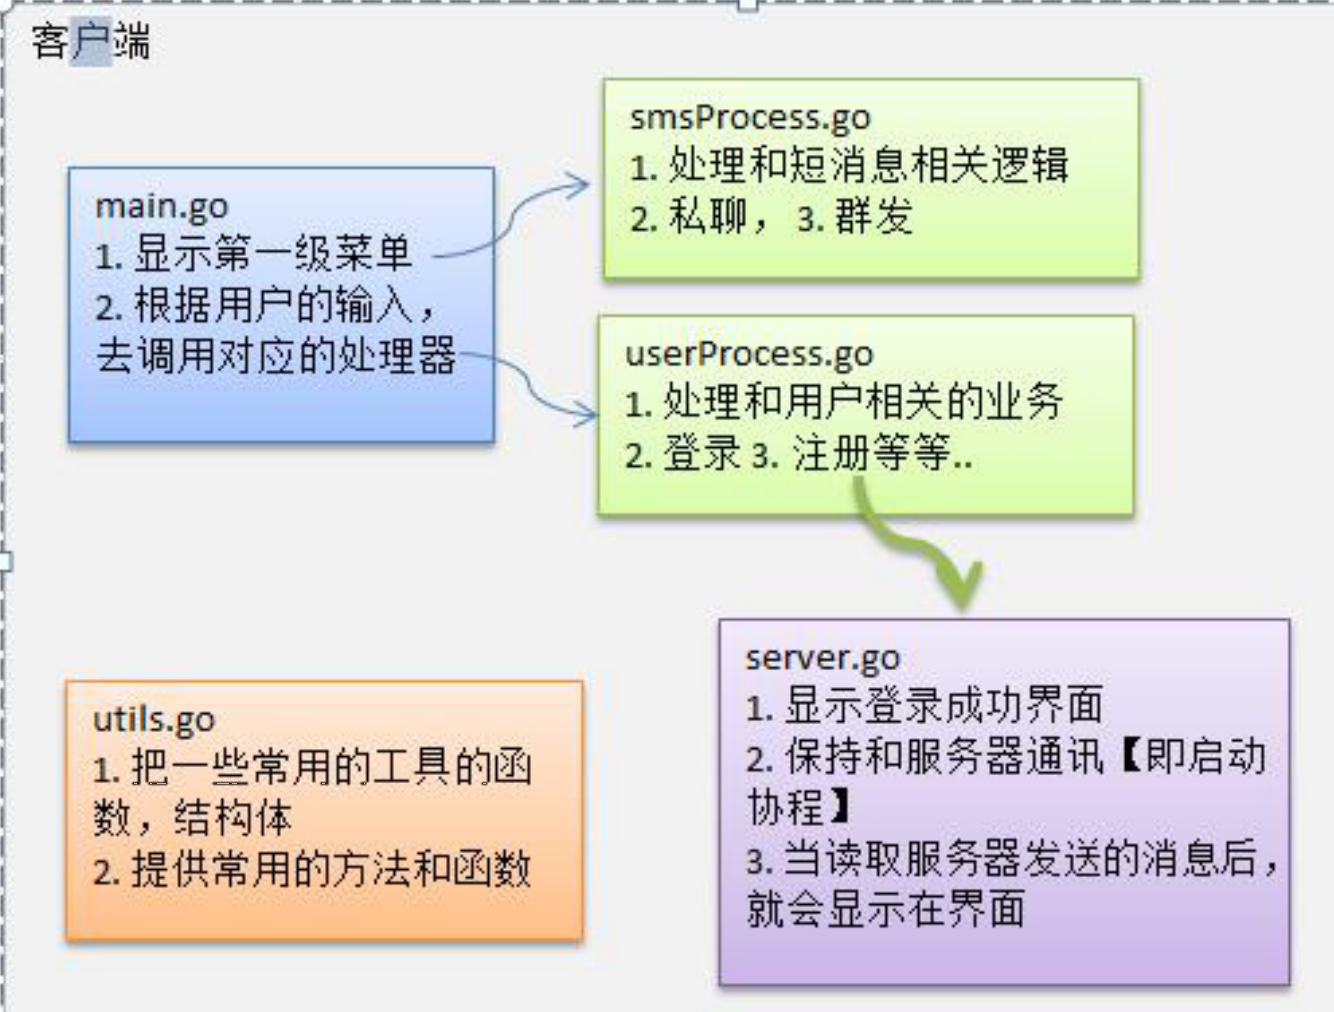 客户端
main.go
1. 显示第一级菜单
2. 根据用户的输入，
去调用对应的处理器
smsProcess.go
1. 处理和短消息相关逻辑
2. 私聊， 3. 群发
userProcess.go
1. 处理和用户相关的业务
2. 登录 3. 注册等等..
utils.go
1. 把一些常用的工具的函
数，结构体
2. 提供常用的方法和函数
server.go
1. 显示登录成功界面
2. 保持和服务器通讯【即启动
协程】
3. 当读取服务器发送的消息后，
就会显示在界面